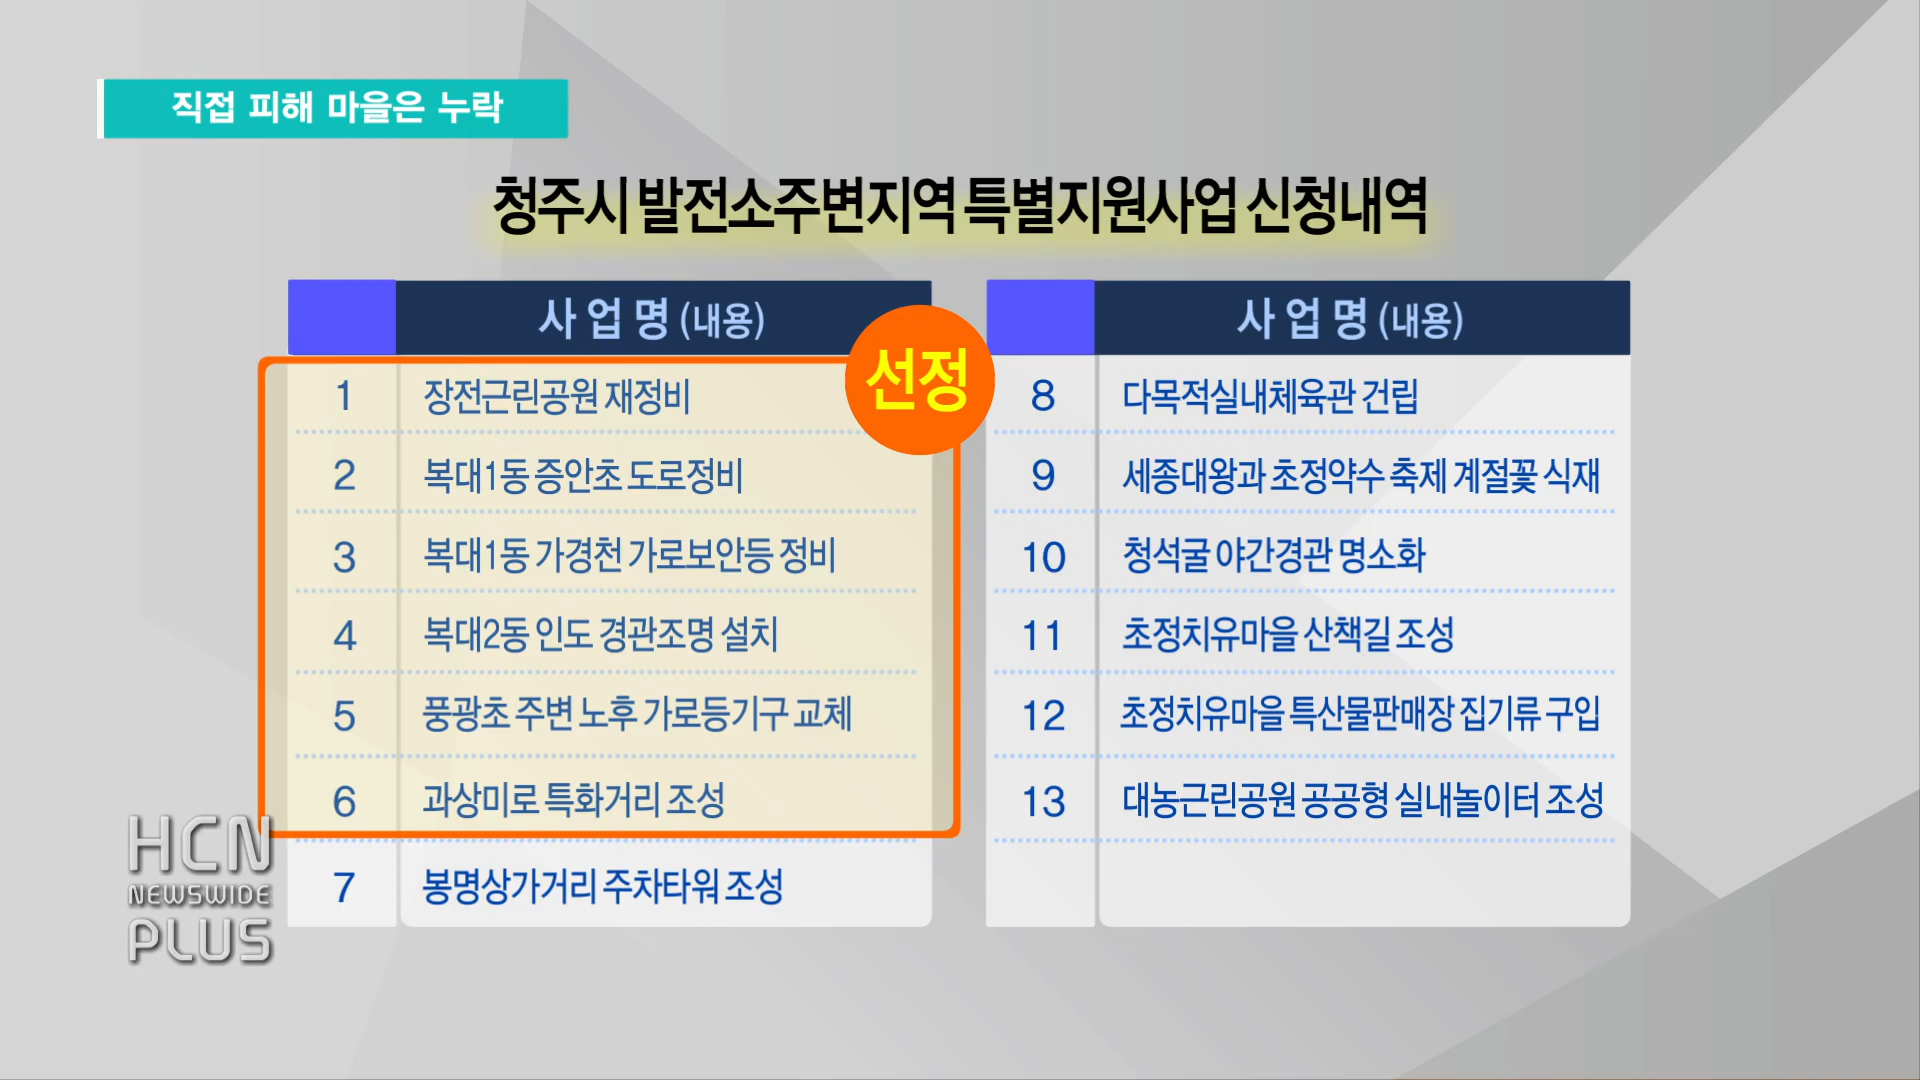 직접 피해 마을은 누락
청주시 발전소주변지역 특별지원사업 신청내역
사 업 명 (내용)
선정
1 장전근린공원 재정비
2 복대1동 증안초 도로정비
3 복대1동 가경천 가로보안등 정비
4 복대2동 인도 경관조명 설치
5 풍광초 주변 노후 가로등기구 교체
6 과상미로 특화거리 조성
7 봉명상가거리 주차타워 조성
사 업 명 (내용)
8 다목적실내체육관 건립
9 세종대왕과 초정약수 축제 계절꽃 식재
10 청석굴 야간경관 명소화
11 초정치유마을 산책길 조성
12 초정치유마을 특산물판매장 집기류 구입
13 대농근린공원 공공형 실내놀이터 조성
HCN
NEWSWIDE
PLUS